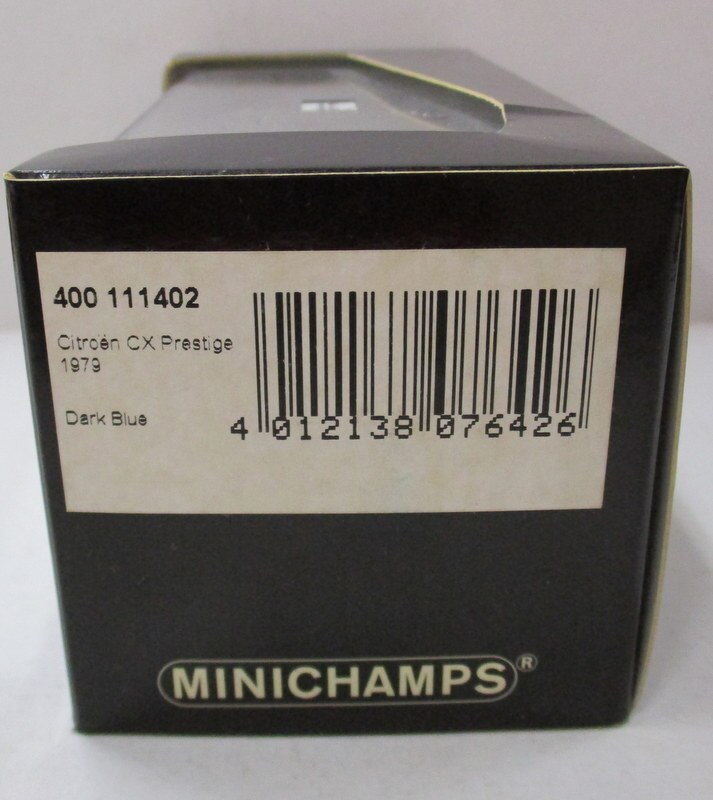 400 111402
Citroën CX Prestige
1979
Dark Blue
4 012138 076426
MINICHAMPS®